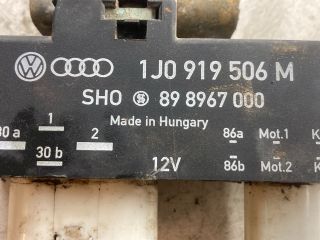 1J0 919 506 M
SHO 89 8967 000
Made in Hungary
1
30 a 2 86a Mot.1 K
30 b
12V 86b Mot.2 K